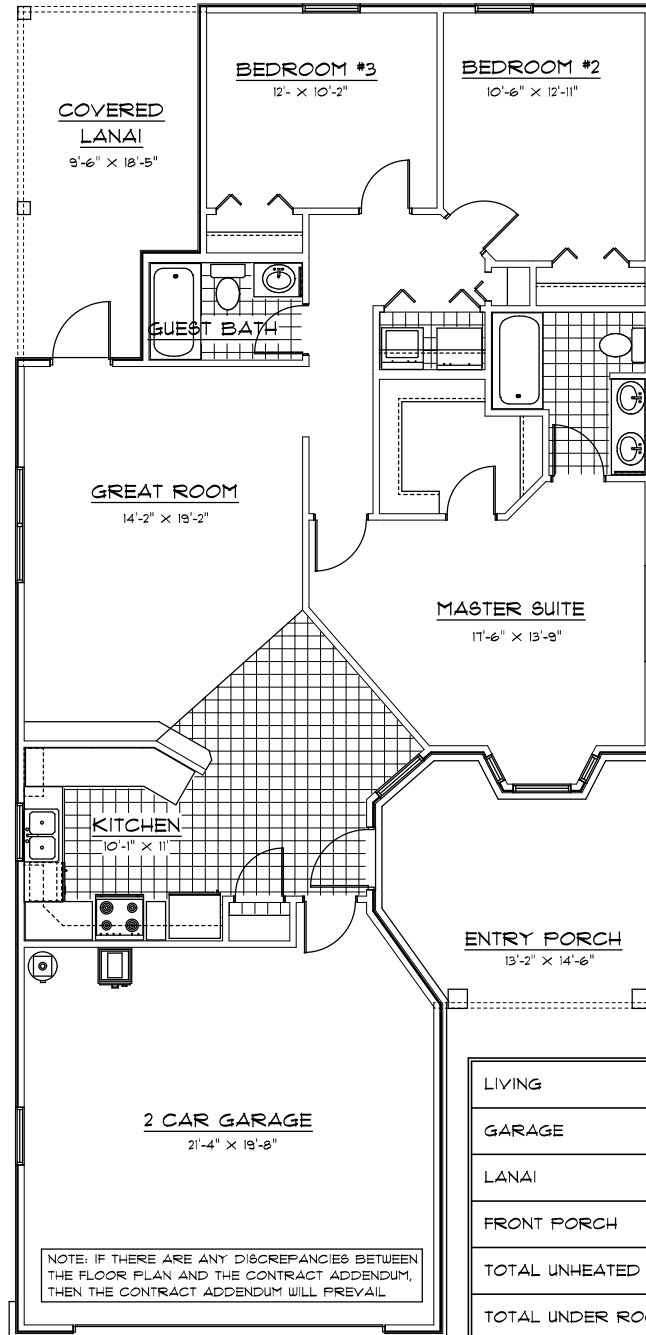 BEDROOM #3
12'- X 10'-2"
BEDROOM #2
10'-6" X 12'-11"
COVERED
LANAI
9'-6" X 18'-5"
GUEST BATH
GREAT ROOM
14'-2" X 19'-2"
MASTER SUITE
17'-6" X 13'-9"
KITCHEN
10'-1" X 11'
ENTRY PORCH
13'-2" X 14'-6"
2 CAR GARAGE
21'-4" X 19'-8"
LIVING
GARAGE
LANAI
FRONT PORCH
TOTAL UNHEATED
TOTAL UNDER
NOTE: IF THERE ARE ANY DISCREPANCIES BETWEEN
THE FLOOR PLAN AND THE CONTRACT ADDENDUM,
THEN THE CONTRACT ADDENDUM WILL PREVAIL